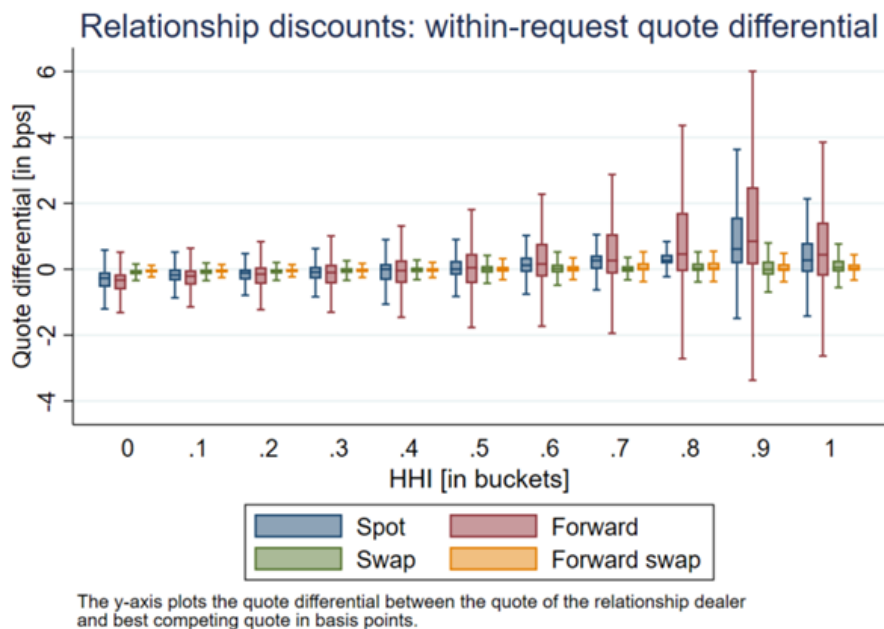 Relationship discounts: within-request quote differential
Quote differential [in bps]
6
4
2
0
-2
-4
0 .1 .2 .3 .4 .5 .6 .7 .8 .9 1
HHI [in buckets]
Spot Forward
Swap Forward swap
The y-axis plots the quote differential between the quote of the relationship dealer
and best competing quote in basis points.